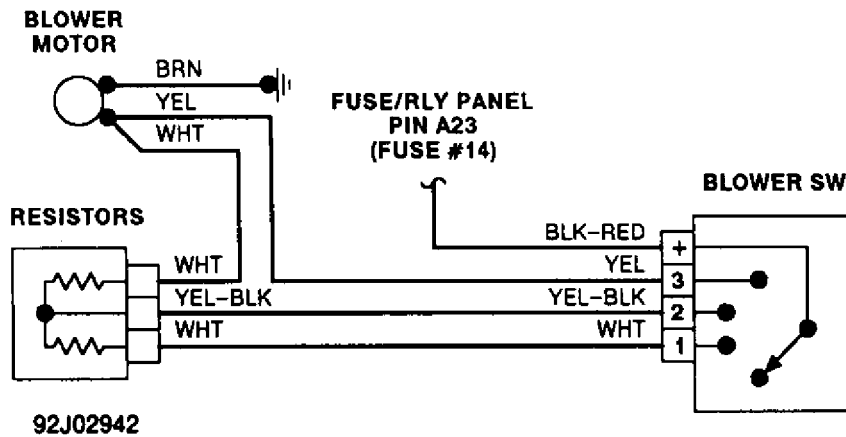 BLOWER
MOTOR
BRN
YEL
WHT
FUSE/RLY PANEL
PIN A23
(FUSE #14)
BLOWER SW
RESISTORS
WHT
YEL-BLK
WHT
BLK-RED
YEL
YEL-BLK
WHT
+
3
2
1
92J02942